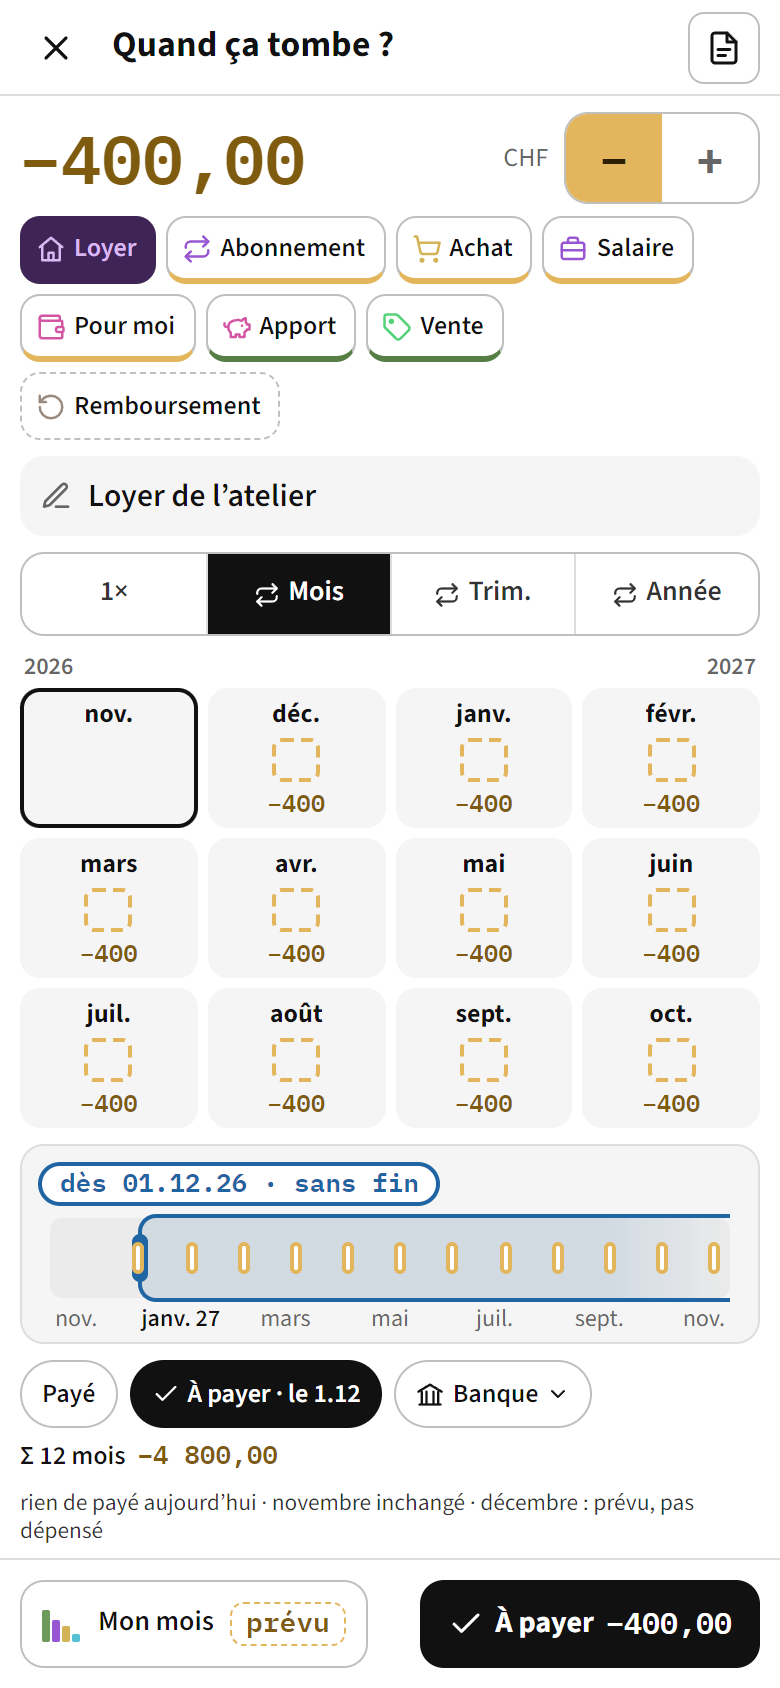 Quand ça tombe ?
−400,00 CHF − +
Loyer Abonnement Achat Salaire
Pour moi Apport Vente
Remboursement
Loyer de l’atelier
1× Mois Trim. Année
2026 2027
nov. déc. janv. févr.
−400 −400 −400
mars avr. mai juin
−400 −400 −400 −400
juil. août sept. oct.
−400 −400 −400 −400
dès 01.12.26 · sans fin
nov. janv. 27 mars mai juil. sept. nov.
Payé À payer · le 1.12 Banque
Σ 12 mois −4 800,00
rien de payé aujourd’hui · novembre inchangé · décembre : prévu, pas
dépensé
Mon mois prévu À payer −400,00